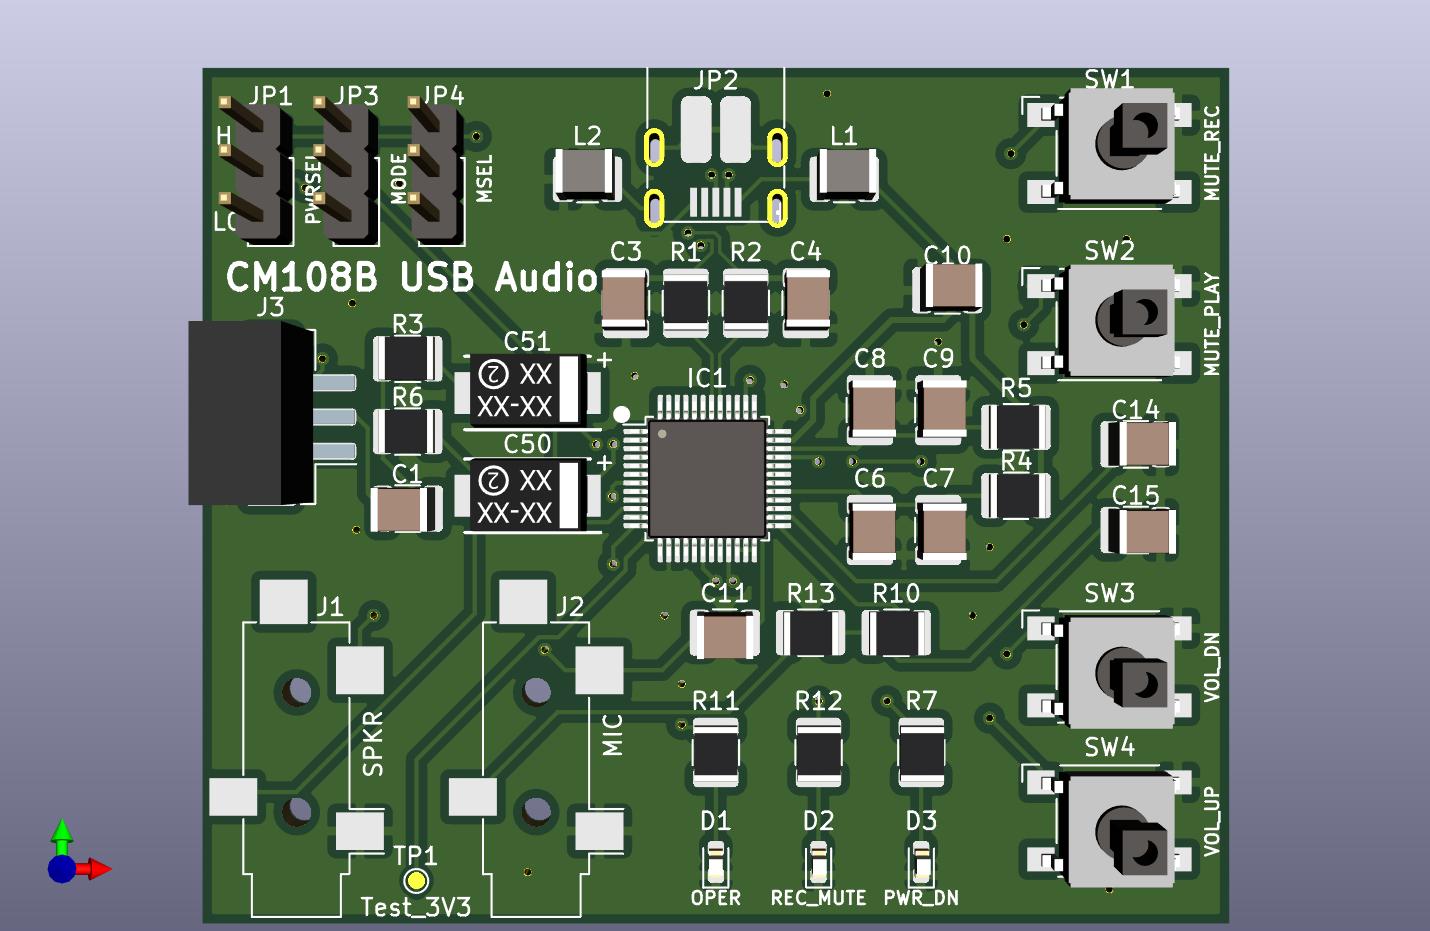 JP1 JP3 JP4 JP2 SW1
H
MUTE_REC
L2 L1
MODE
MSEL
C3 R1 R2 C4 C10 SW2
CM108B USB Audio
MUTE_PLAY
J3
R3 C51 +
2 XX
XX-XX
IC1
C8 C9
R6 R5 C14
C50 +
2 XX
XX-XX
C1 C6 C7 R4 C15
J1 J2 C11 R13 R10 SW3
VOL_DN
SPKR
MIC
R11 R12 R7
SW4
VOL_UP
D1 D2 D3
TP1
Test_3V3
OPER REC_MUTE PWR_DN